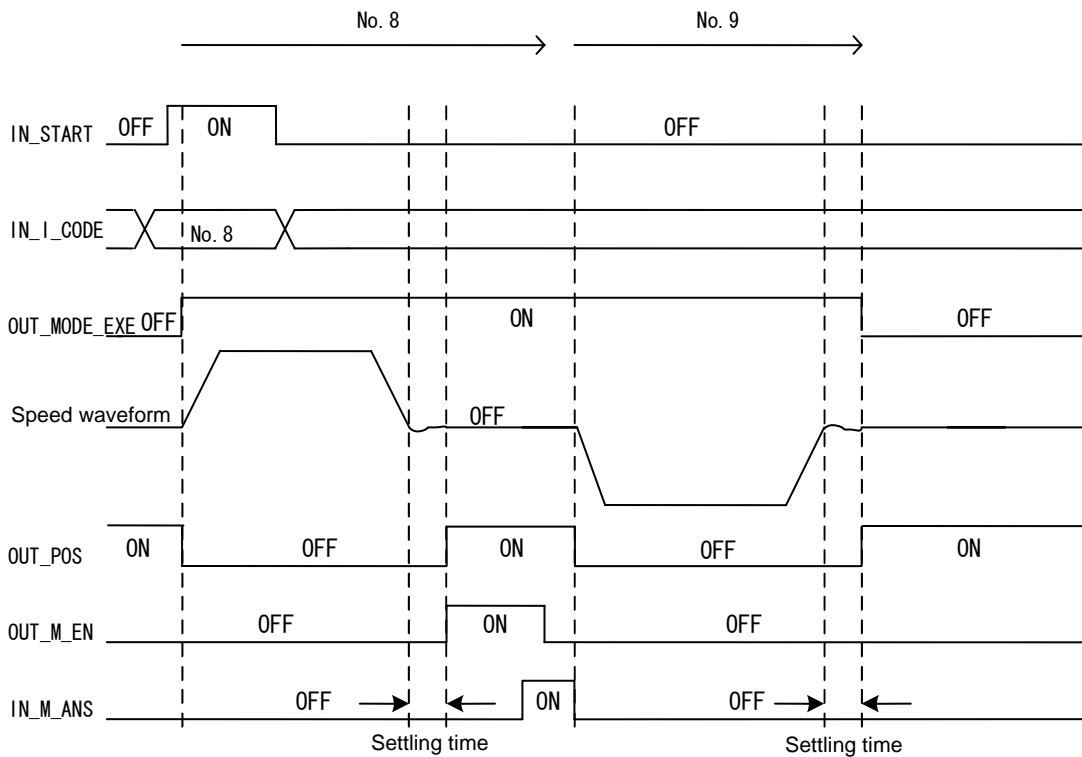 No. 8
No. 9
IN_START
OFF
ON
OFF
IN_I_CODE
No. 8
OUT_MODE_EXE
OFF
ON
OFF
Speed waveform
OFF
OUT_POS
ON
OFF
ON
OFF
ON
OUT_M_EN
OFF
ON
OFF
IN_M_ANS
OFF
ON
OFF
Settling time
Settling time